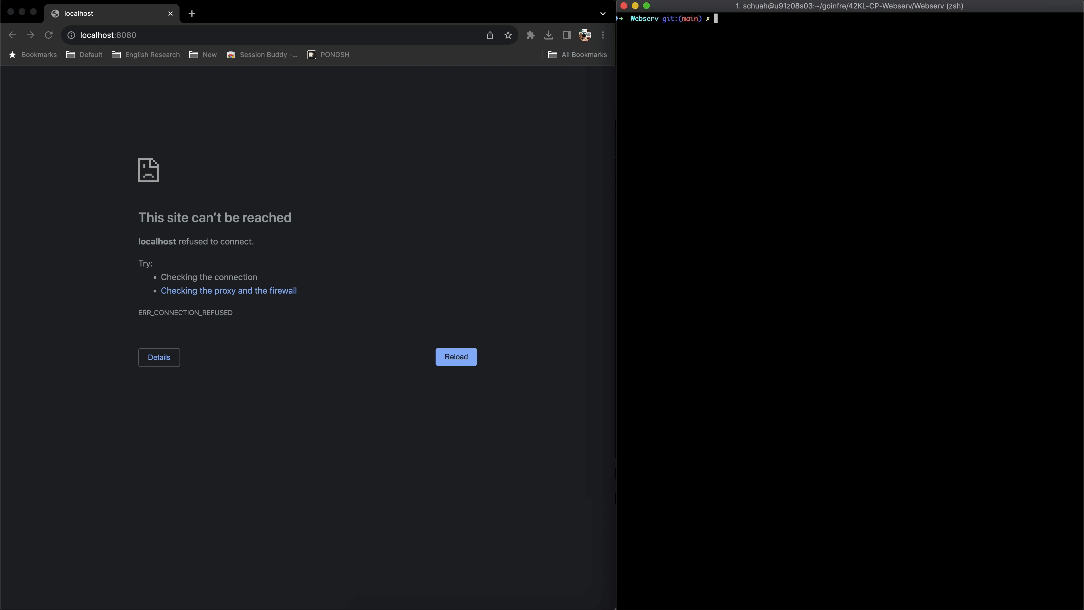 localhost
localhost:8080
Bookmarks Default English Research New Session Buddy -... PONGSH All Bookmarks
This site can't be reached
localhost refused to connect.
Try:
• Checking the connection
• Checking the proxy and the firewall
ERR_CONNECTION_REFUSED
Details Reload
1. schuah@u91z08s03:~/goinfre/42KL-CP-Webserv/Webserv (zsh)
➜ Webserv git:(main) ✗